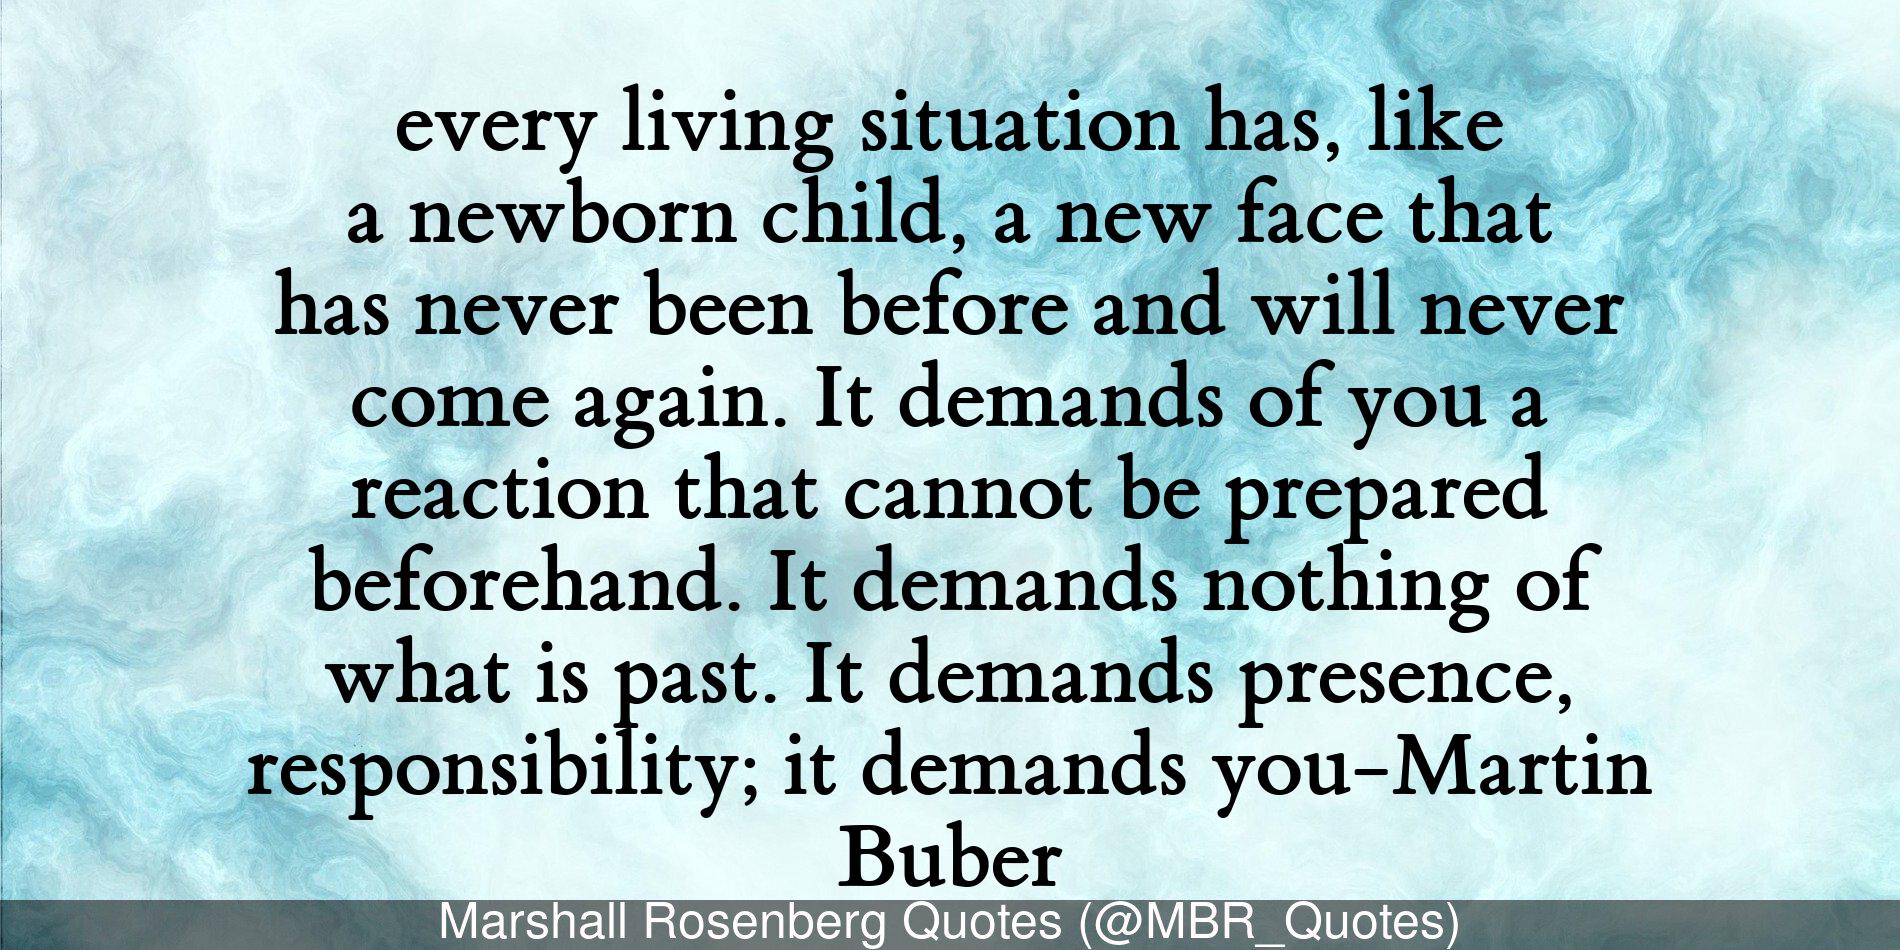 every living situation has, like
a newborn child, a new face that
has never been before and will never
come again. It demands of you a
reaction that cannot be prepared
beforehand. It demands nothing of
what is past. It demands presence,
responsibility; it demands you-Martin
Buber
Marshall Rosenberg Quotes (@MBR_Quotes)